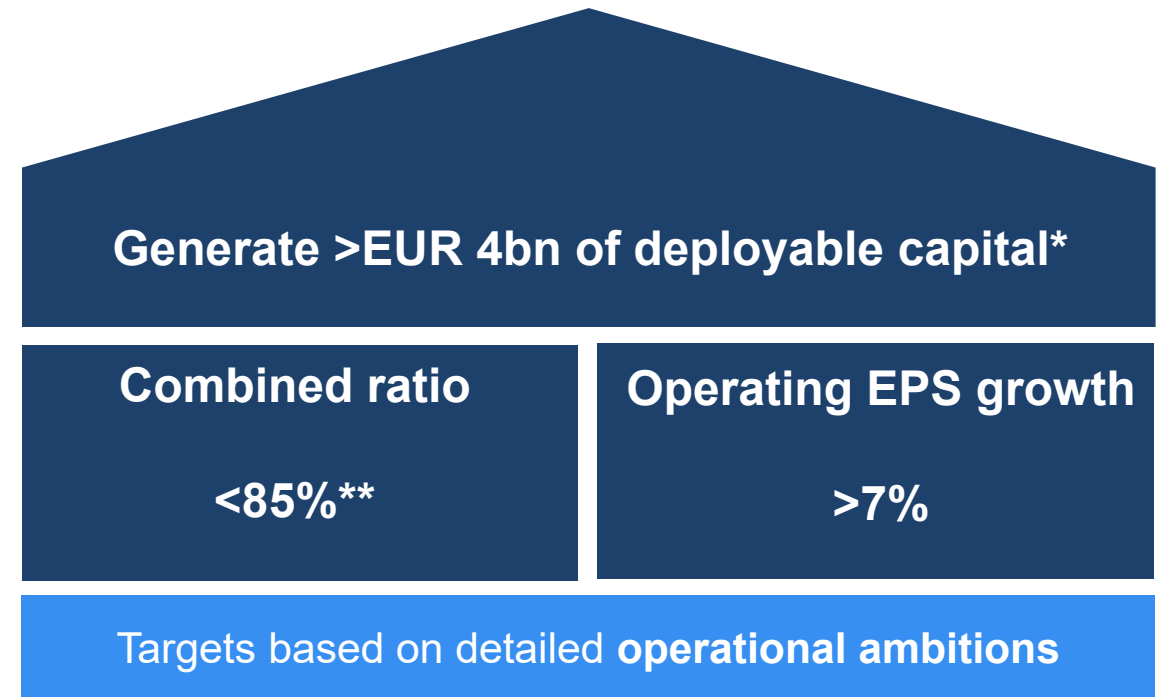 Generate >EUR 4bn of deployable capital*
Combined ratio
<85%**
Operating EPS growth
>7%
Targets based on detailed operational ambitions